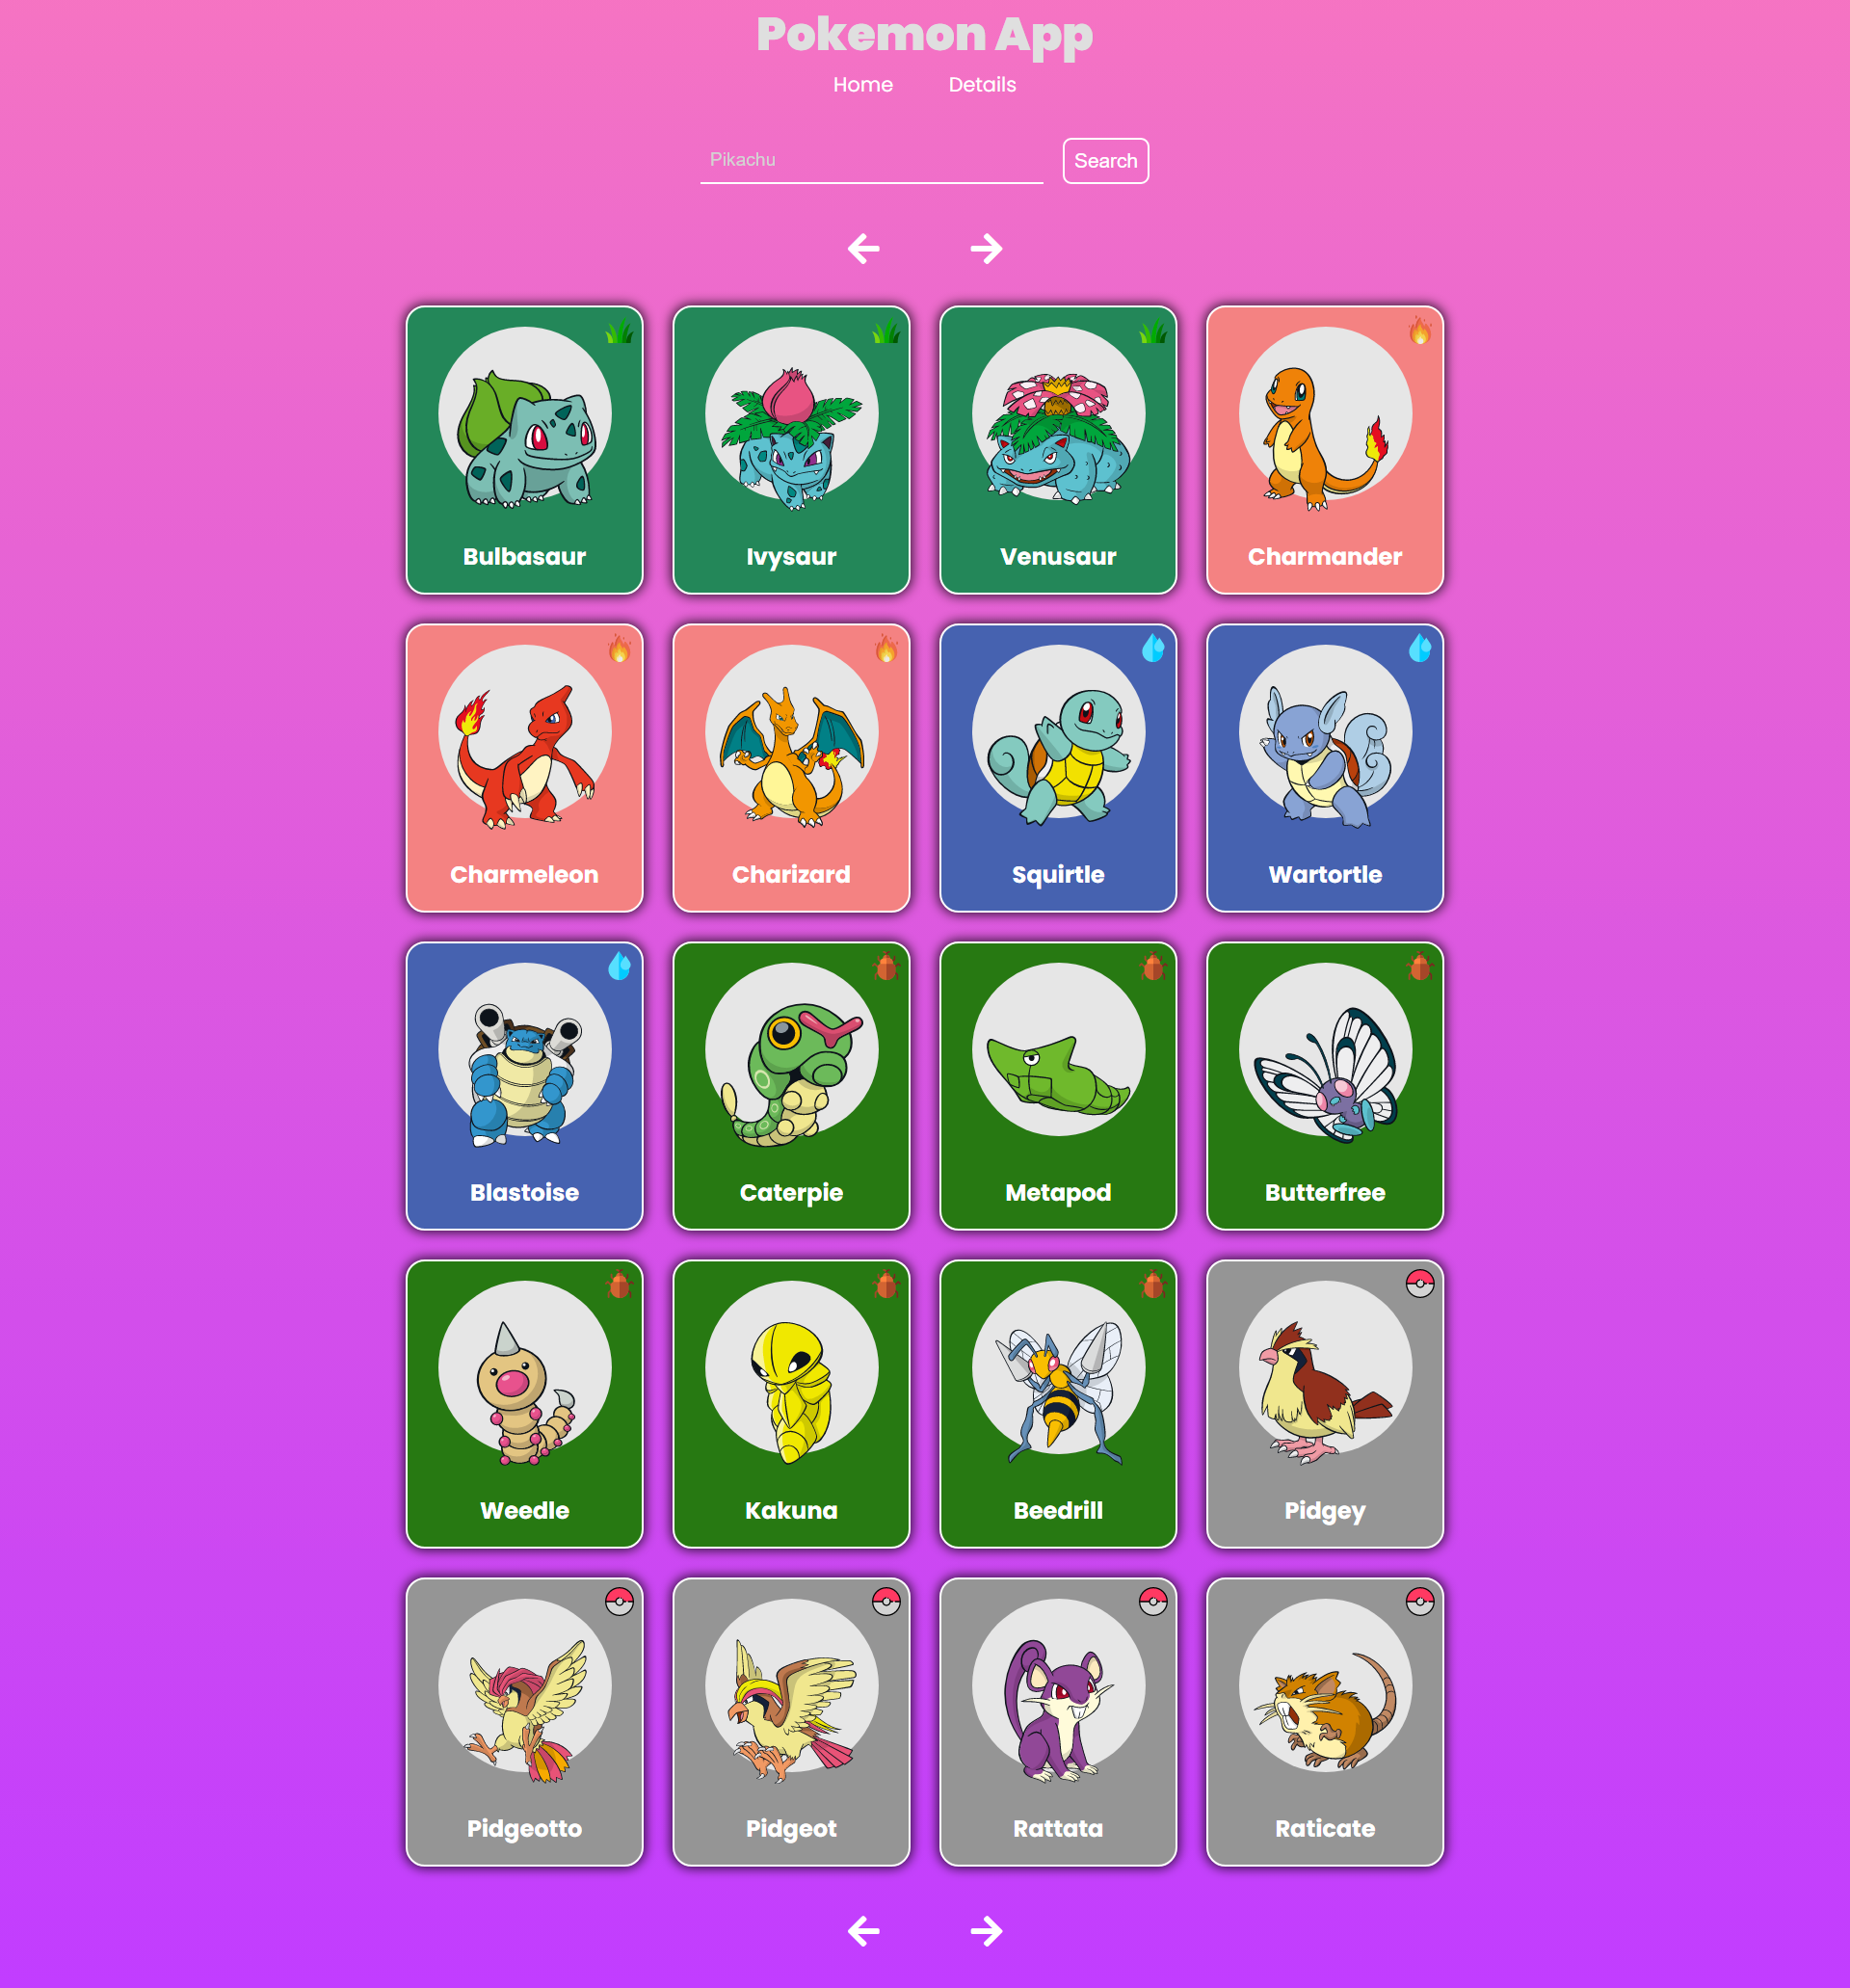 Pokemon App
Home Details
Pikachu Search
Bulbasaur Ivysaur Venusaur Charmander
Charmeleon Charizard Squirtle Wartortle
Blastoise Caterpie Metapod Butterfree
Weedle Kakuna Beedrill Pidgey
Pidgeotto Pidgeot Rattata Raticate